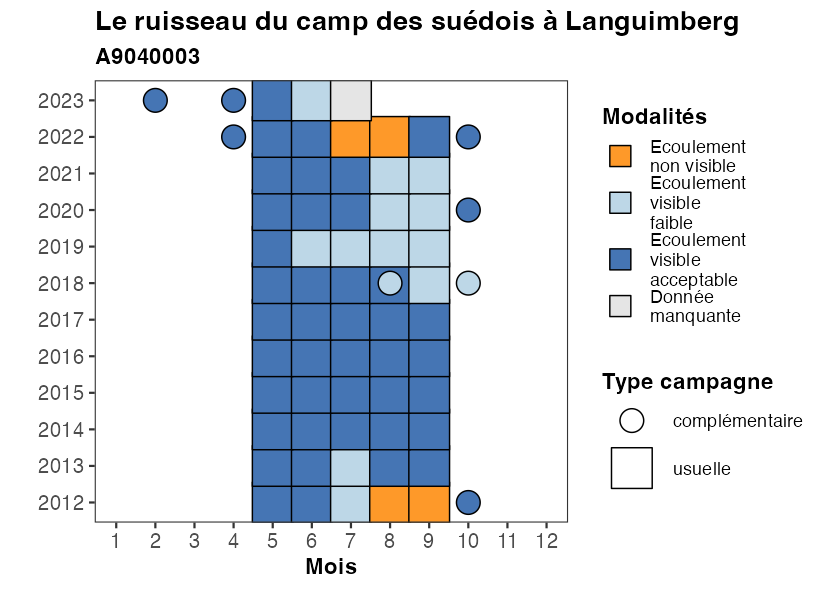 Le ruisseau du camp des suédois à Languimberg
A9040003
2023
2022
2021
2020
2019
2018
2017
2016
2015
2014
2013
2012
1 2 3 4 5 6 7 8 9 10 11 12
Mois
Modalités
Ecoulement
non visible
Ecoulement
visible
faible
Ecoulement
visible
acceptable
Donnée
manquante
Type campagne
complémentaire
usuelle